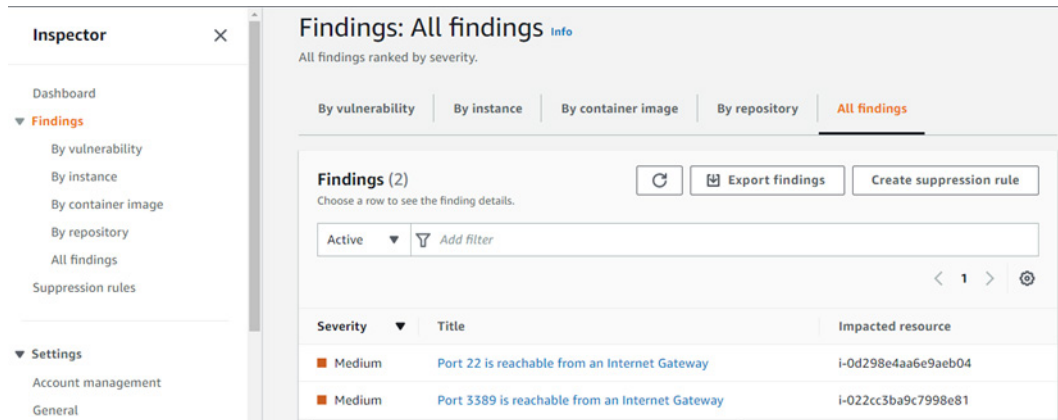 Inspector
Dashboard
Findings
By vulnerability
By instance
By container image
By repository
All findings
Suppression rules
Settings
Account management
General
Findings: All findings Info
All findings ranked by severity.
By vulnerability By instance By container image By repository All findings
Findings (2)
Choose a row to see the finding details.
Export findings Create suppression rule
Active Add filter
1
Severity Title Impacted resource
Medium Port 22 is reachable from an Internet Gateway i-0d298e4aa6e9aeb04
Medium Port 3389 is reachable from an Internet Gateway i-022cc3ba9c7998e81